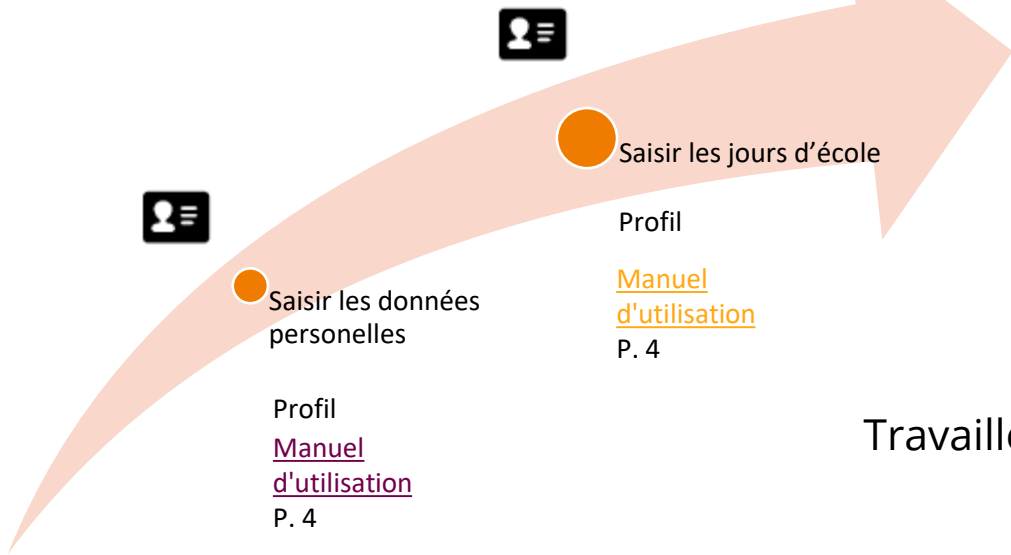 Saisir les jours d'école
Profil
Manuel
d'utilisation
P. 4
Saisir les données
personelles
Profil
Manuel
d'utilisation
P. 4